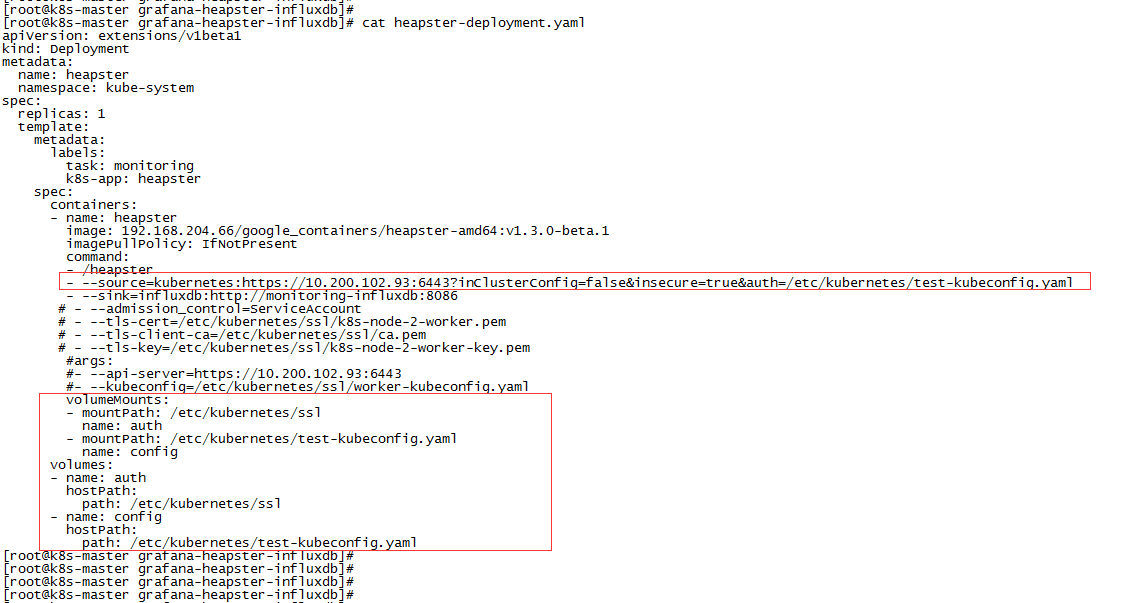 [root@k8s-master grafana-heapster-influxdb]#
[root@k8s-master grafana-heapster-influxdb]# cat heapster-deployment.yaml
apiVersion: extensions/v1beta1
kind: Deployment
metadata:
  name: heapster
  namespace: kube-system
spec:
  replicas: 1
  template:
    metadata:
      labels:
        task: monitoring
        k8s-app: heapster
    spec:
      containers:
      - name: heapster
        image: 192.168.204.66/google_containers/heapster-amd64:v1.3.0-beta.1
        imagePullPolicy: IfNotPresent
        command:
        - /heapster
        - --source=kubernetes:https://10.200.102.93:6443?inClusterConfig=false&insecure=true&auth=/etc/kubernetes/test-kubeconfig.yaml
        - --sink=influxdb:http://monitoring-influxdb:8086
       # - --admission_control=ServiceAccount
       # - --tls-cert=/etc/kubernetes/ssl/k8s-node-2-worker.pem
       # - --tls-client-ca=/etc/kubernetes/ssl/ca.pem
       # - --tls-key=/etc/kubernetes/ssl/k8s-node-2-worker-key.pem
        #args:
        #- --api-server=https://10.200.102.93:6443
        #- --kubeconfig=/etc/kubernetes/ssl/worker-kubeconfig.yaml
        volumeMounts:
        - mountPath: /etc/kubernetes/ssl
          name: auth
        - mountPath: /etc/kubernetes/test-kubeconfig.yaml
          name: config
      volumes:
      - name: auth
        hostPath:
          path: /etc/kubernetes/ssl
      - name: config
        hostPath:
          path: /etc/kubernetes/test-kubeconfig.yaml
[root@k8s-master grafana-heapster-influxdb]#
[root@k8s-master grafana-heapster-influxdb]#
[root@k8s-master grafana-heapster-influxdb]#
[root@k8s-master grafana-heapster-influxdb]#